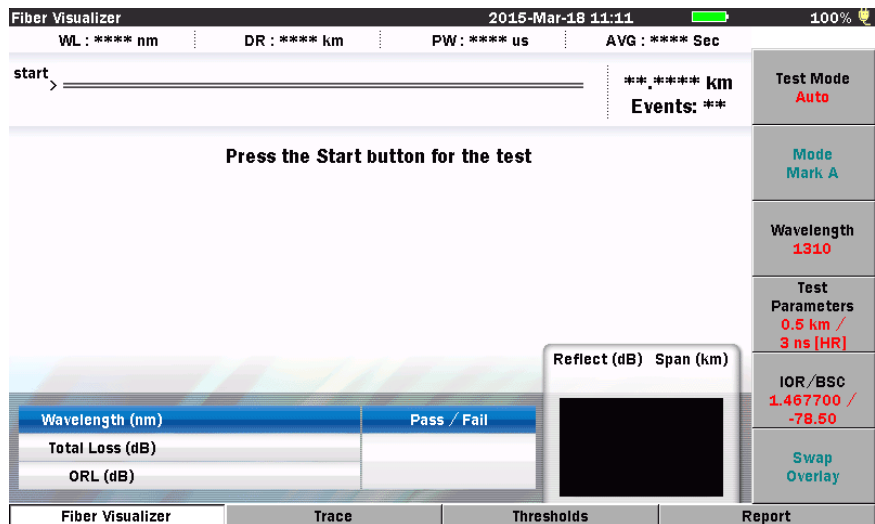 Fiber Visualizer 2015-Mar-18 11:11 100%
WL : **** nm DR : **** km PW : **** us AVG : **** Sec
start
**.**** km
Events: **
Press the Start button for the test
Test Mode
Auto
Mode
Mark A
Wavelength
1310
Test
Parameters
0.5 km /
3 ns [HR]
IOR/BSC
1.467700 /
-78.50
Swap
Overlay
Reflect (dB) Span (km)
Wavelength (nm) Pass / Fail
Total Loss (dB)
ORL (dB)
Fiber Visualizer Trace Thresholds Report